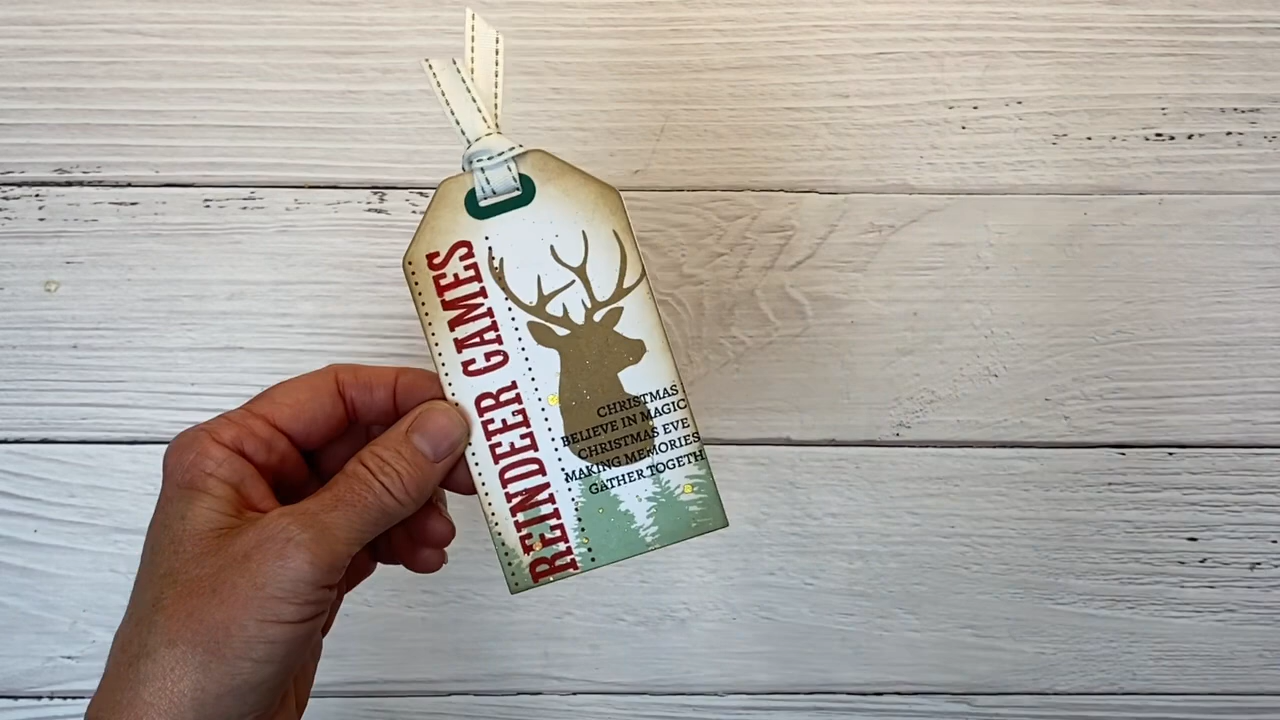 REINDEER GAMES
CHRISTMAS
BELIEVE IN MAGIC
CHRISTMAS EVE
MAKING MEMORIES
GATHER TOGETH